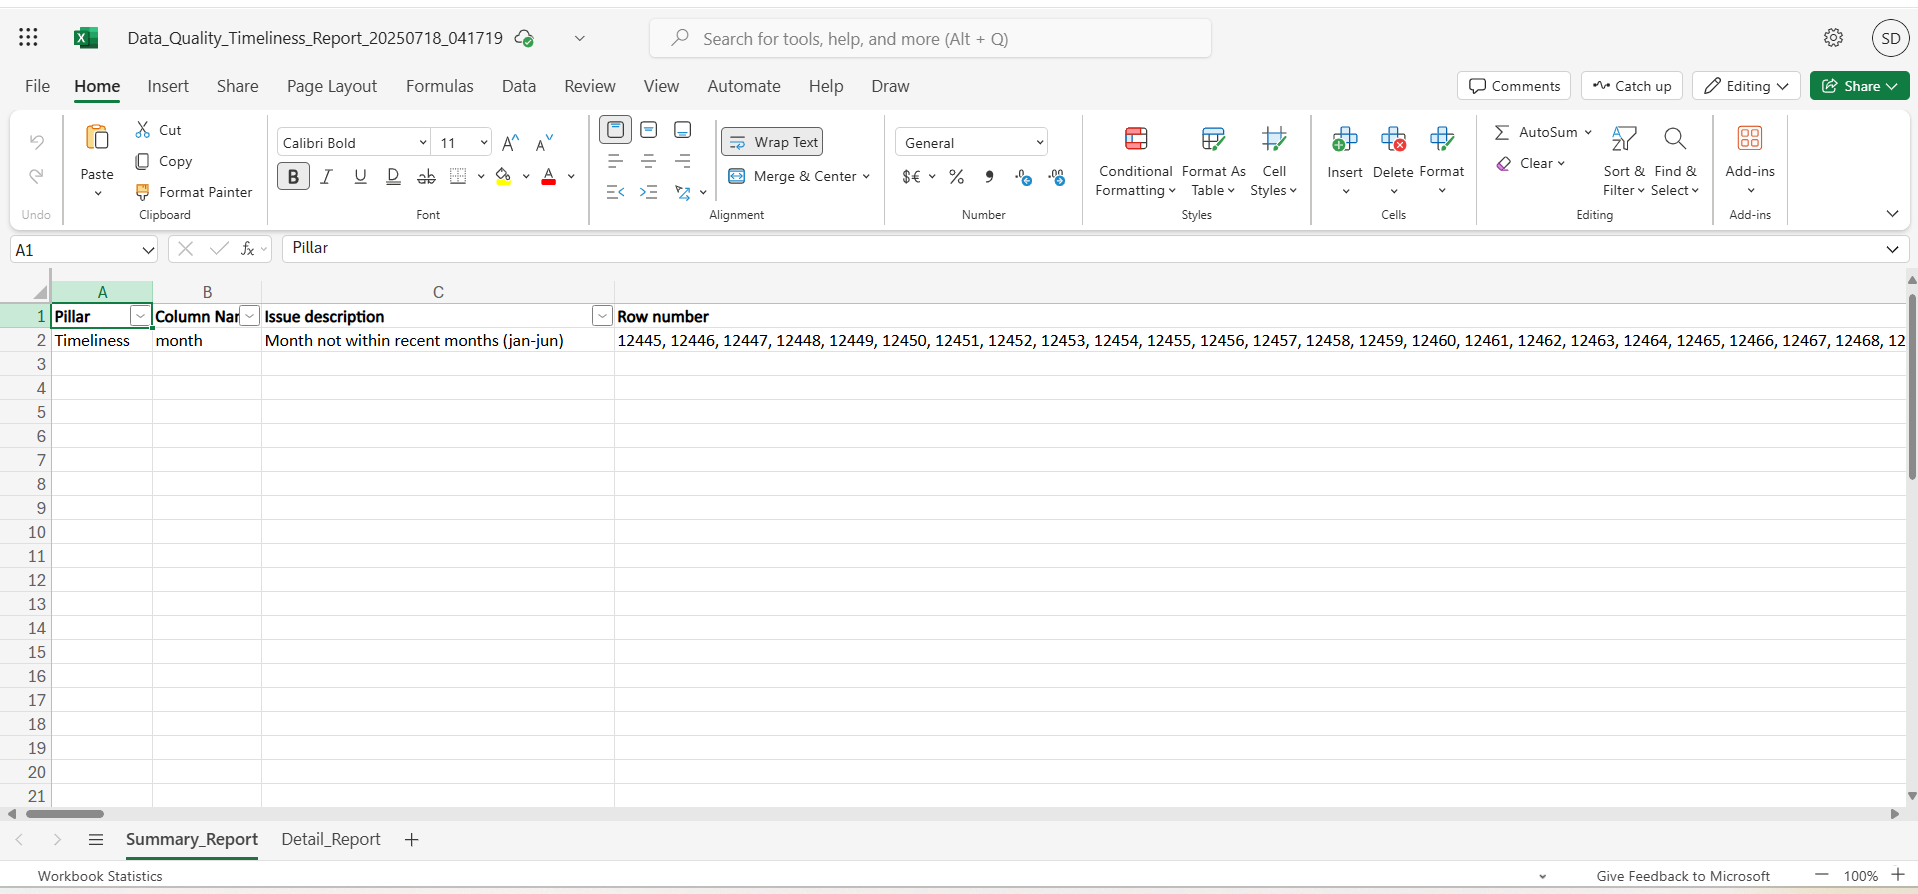 Data_Quality_Timeliness_Report_20250718_041719
Search for tools, help, and more (Alt + Q)
SD
File Home Insert Share Page Layout Formulas Data Review View Automate Help Draw
Comments Catch up Editing Share
Paste
Cut
Copy
Format Painter
Calibri Bold 11
Wrap Text
Merge & Center
General
Conditional Formatting
Format As Table
Cell Styles
Insert Delete Format
AutoSum
Clear
Sort & Filter
Find & Select
Add-ins
Undo Clipboard Font Alignment Number Styles Cells Editing Add-ins
A1 fx Pillar
A B C
1 Pillar Column Nar Issue description Row number
2 Timeliness month Month not within recent months (jan-jun) 12445, 12446, 12447, 12448, 12449, 12450, 12451, 12452, 12453, 12454, 12455, 12456, 12457, 12458, 12459, 12460, 12461, 12462, 12463, 12464, 12465, 12466, 12467, 12468, 12
3
4
5
6
7
8
9
10
11
12
13
14
15
16
17
18
19
20
21
Summary_Report Detail_Report
Workbook Statistics Give Feedback to Microsoft 100%